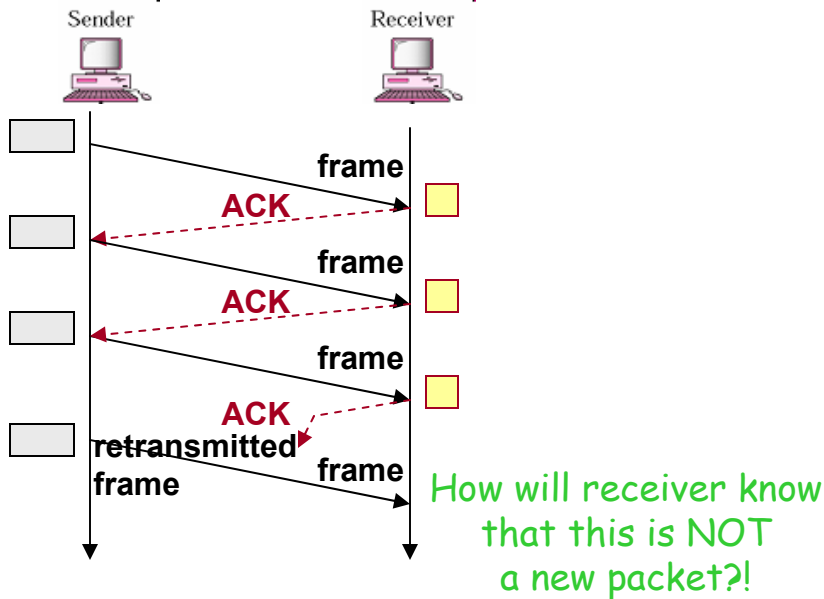 Sender
Receiver
frame
ACK
frame
ACK
frame
ACK
retransmitted
frame
frame
How will receiver know
that this is NOT
a new packet?!